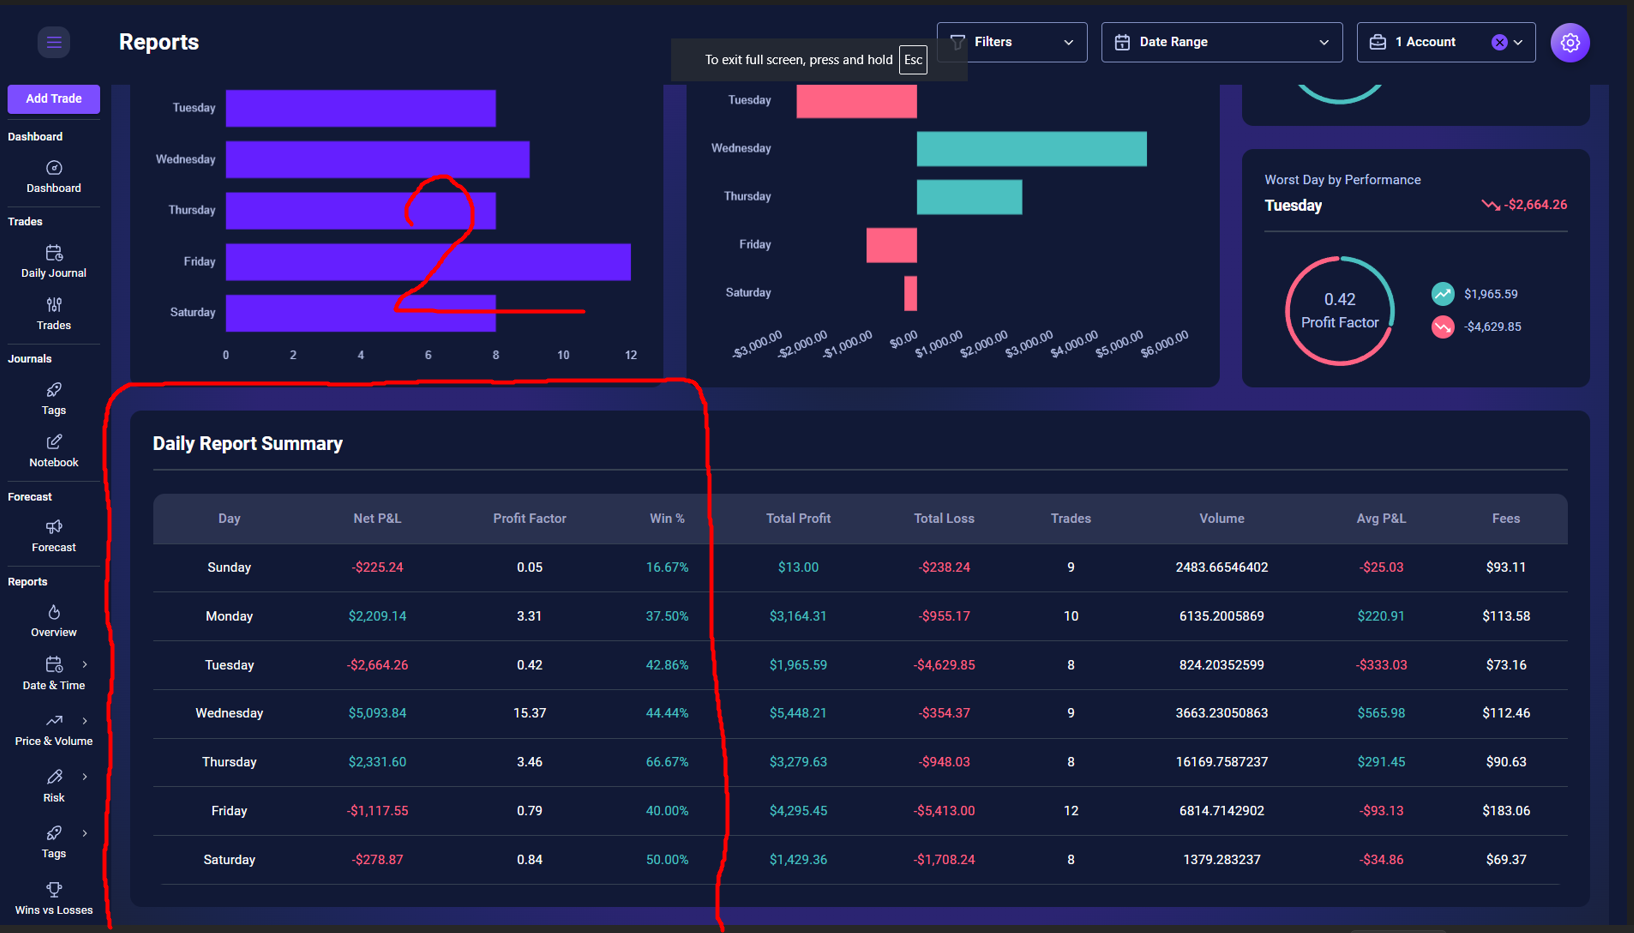 Reports
To exit full screen, press and hold Esc
Filters
Date Range
1 Account
Add Trade
Dashboard
Dashboard
Trades
Daily Journal
Trades
Journals
Tags
Notebook
Forecast
Forecast
Reports
Overview
Date & Time
Price & Volume
Risk
Tags
Wins vs Losses
Tuesday
Wednesday
Thursday
Friday
Saturday
0 2 4 6 8 10 12
2
Tuesday
Wednesday
Thursday
Friday
Saturday
-$3,000.00 -$2,000.00 -$1,000.00 $0.00 $1,000.00 $2,000.00 $3,000.00 $4,000.00 $5,000.00 $6,000.00
Worst Day by Performance
Tuesday -$2,664.26
0.42
Profit Factor
$1,965.59
-$4,629.85
Daily Report Summary
Day Net P&L Profit Factor Win % Total Profit Total Loss Trades Volume Avg P&L Fees
Sunday -$225.24 0.05 16.67% $13.00 -$238.24 9 2483.66546402 -$25.03 $93.11
Monday $2,209.14 3.31 37.50% $3,164.31 -$955.17 10 6135.2005869 $220.91 $113.58
Tuesday -$2,664.26 0.42 42.86% $1,965.59 -$4,629.85 8 824.20352599 -$333.03 $73.16
Wednesday $5,093.84 15.37 44.44% $5,448.21 -$354.37 9 3663.23050863 $565.98 $112.46
Thursday $2,331.60 3.46 66.67% $3,279.63 -$948.03 8 16169.7587237 $291.45 $90.63
Friday -$1,117.55 0.79 40.00% $4,295.45 -$5,413.00 12 6814.7142902 -$93.13 $183.06
Saturday -$278.87 0.84 50.00% $1,429.36 -$1,708.24 8 1379.283237 -$34.86 $69.37